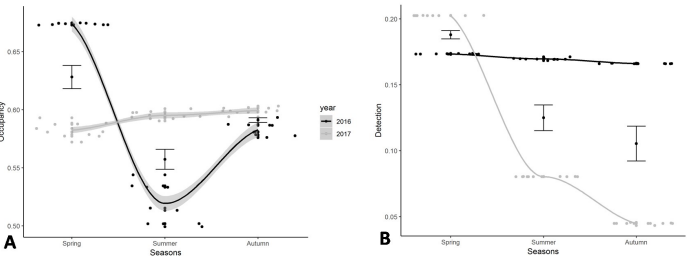 Occupancy
0.65
0.60
0.55
0.50
Spring
Summer
Autumn
Seasons
A
year
2016
2017
Detection
0.20
0.15
0.10
0.05
Spring
Summer
Autumn
Seasons
B